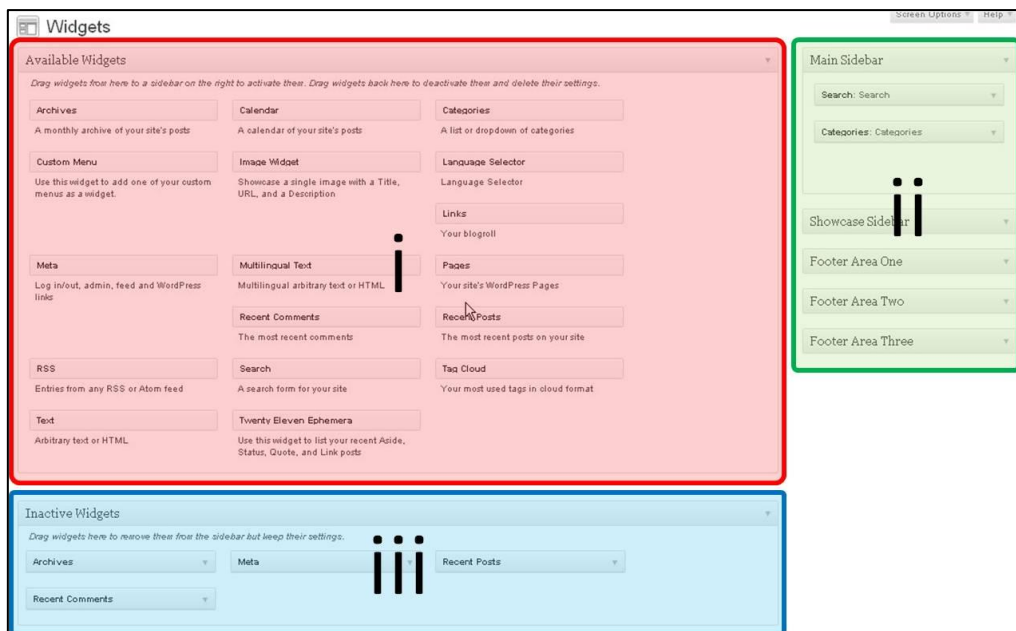 Screen Options Help
Widgets
Available Widgets
Drag widgets from here to a sidebar on the right to activate them. Drag widgets back here to deactivate them and delete their settings.
Archives
A monthly archive of your site's posts
Calendar
A calendar of your site's posts
Categories
A list or dropdown of categories
Custom Menu
Use this widget to add one of your custom
menus as a widget.
Image Widget
Showcase a single image with a Title,
URL, and a Description
Language Selector
Language Selector
Links
Your blogroll
Meta
Log in/out, admin, feed and WordPress
links
Multilingual Text
Multilingual arbitrary text or HTML
Pages
Your site's WordPress Pages
Recent Comments
The most recent comments
Recent Posts
The most recent posts on your site
RSS
Entries from any RSS or Atom feed
Search
A search form for your site
Tag Cloud
Your most used tags in cloud format
Text
Arbitrary text or HTML
Twenty Eleven Ephemera
Use this widget to list your recent Aside,
Status, Quote, and Link posts
i
Main Sidebar
Search: Search
Categories: Categories
Showcase Sidebar
Footer Area One
Footer Area Two
Footer Area Three
ii
Inactive Widgets
Drag widgets here to remove them from the sidebar but keep their settings.
Archives
Meta
Recent Posts
Recent Comments
iii